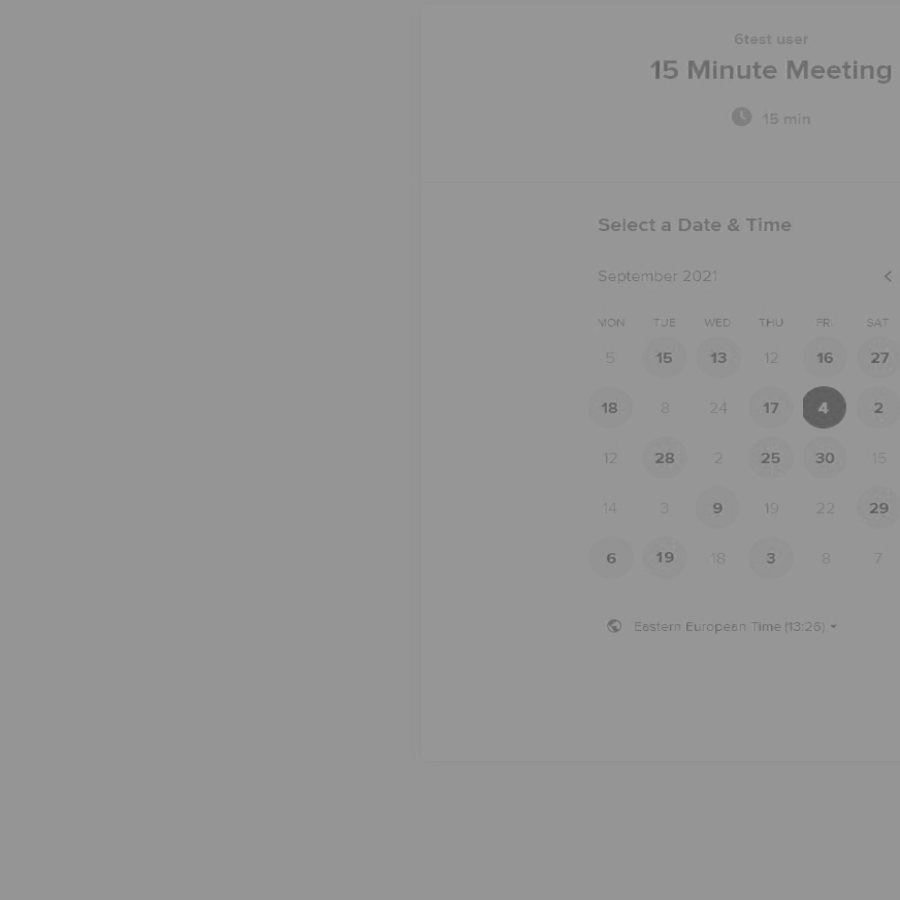 6test user
15 Minute Meeting
15 min
Select a Date & Time
September 2021
MON TUE WED THU FRI SAT
5 15 13 12 16 27
18 8 24 17 4 2
12 28 2 25 30 15
14 3 9 19 22 29
6 19 18 3 8 7
Eastern European Time (13:26)